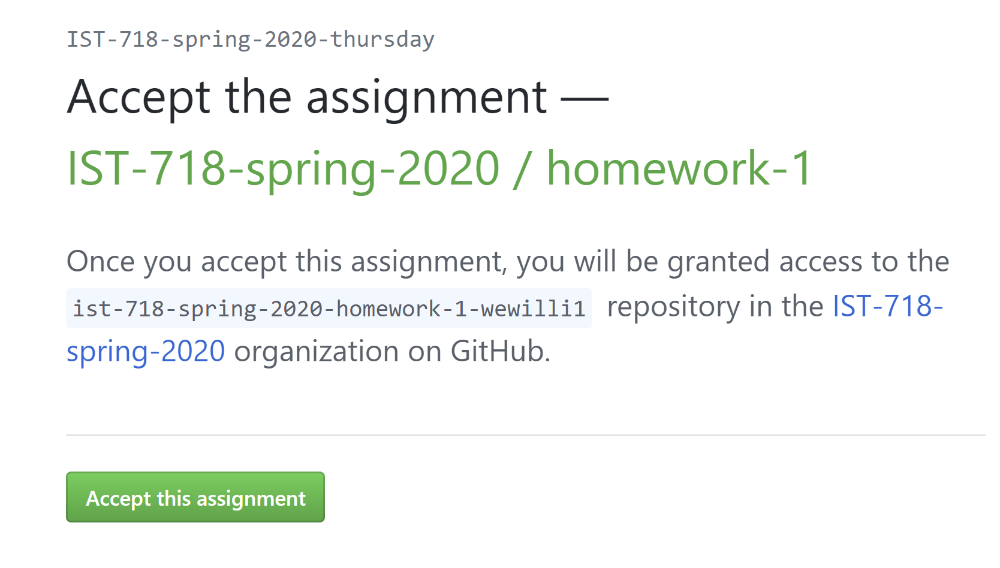 IST-718-spring-2020-thursday
Accept the assignment —
IST-718-spring-2020 / homework-1
Once you accept this assignment, you will be granted access to the
ist-718-spring-2020-homework-1-wewilli1 repository in the IST-718-
spring-2020 organization on GitHub.
Accept this assignment